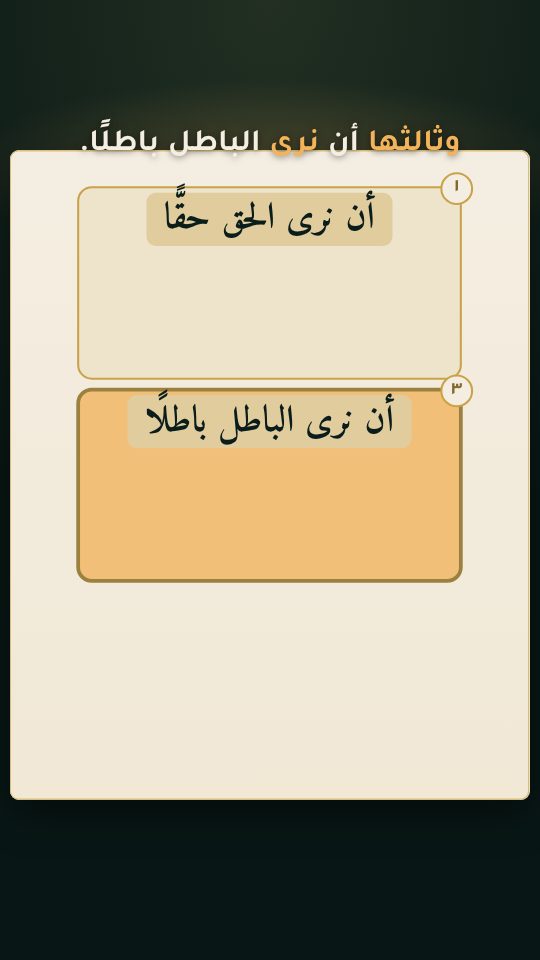 وثالثها أن نرى الباطل باطلًا.
١
أن نرى الحق حقًّا
٣
أن نرى الباطل باطلًا